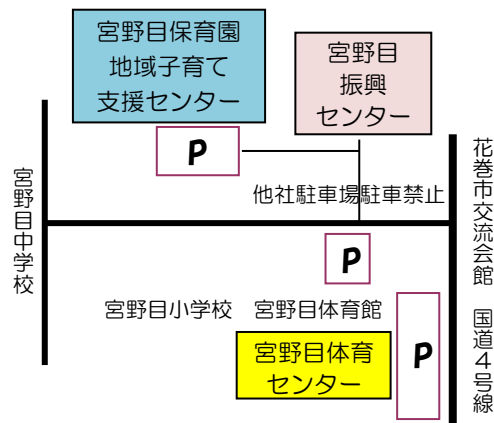 宮野目保育園
地域子育て
支援センター
宮野目
振興
センター
P
他社駐車場駐車禁止
宮野目中学校
花巻市交流会館　国道４号線
P
宮野目小学校　宮野目体育館
宮野目体育
センター
P